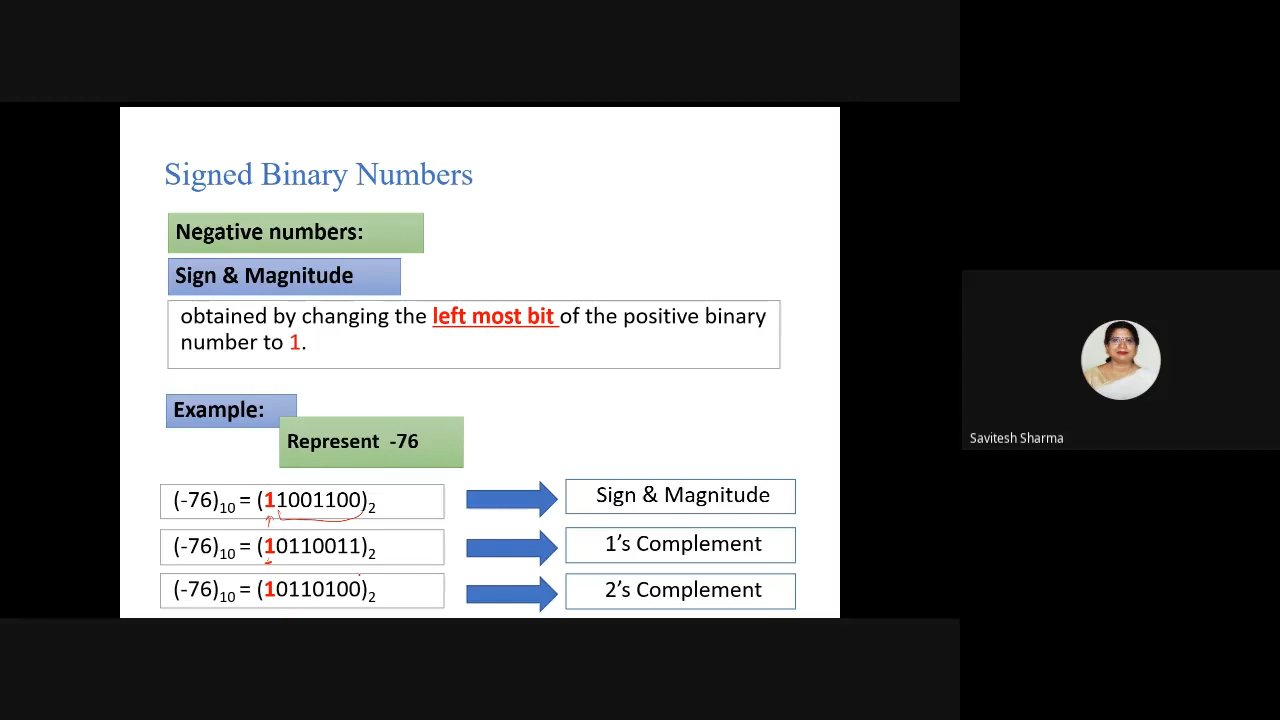 Signed Binary Numbers
Negative numbers:
Sign & Magnitude
obtained by changing the left most bit of the positive binary
number to 1.
Example:
Represent -76
(-76)10 = (11001100)2
Sign & Magnitude
(-76)10 = (10110011)2
1’s Complement
(-76)10 = (10110100)2
2’s Complement
Savitesh Sharma